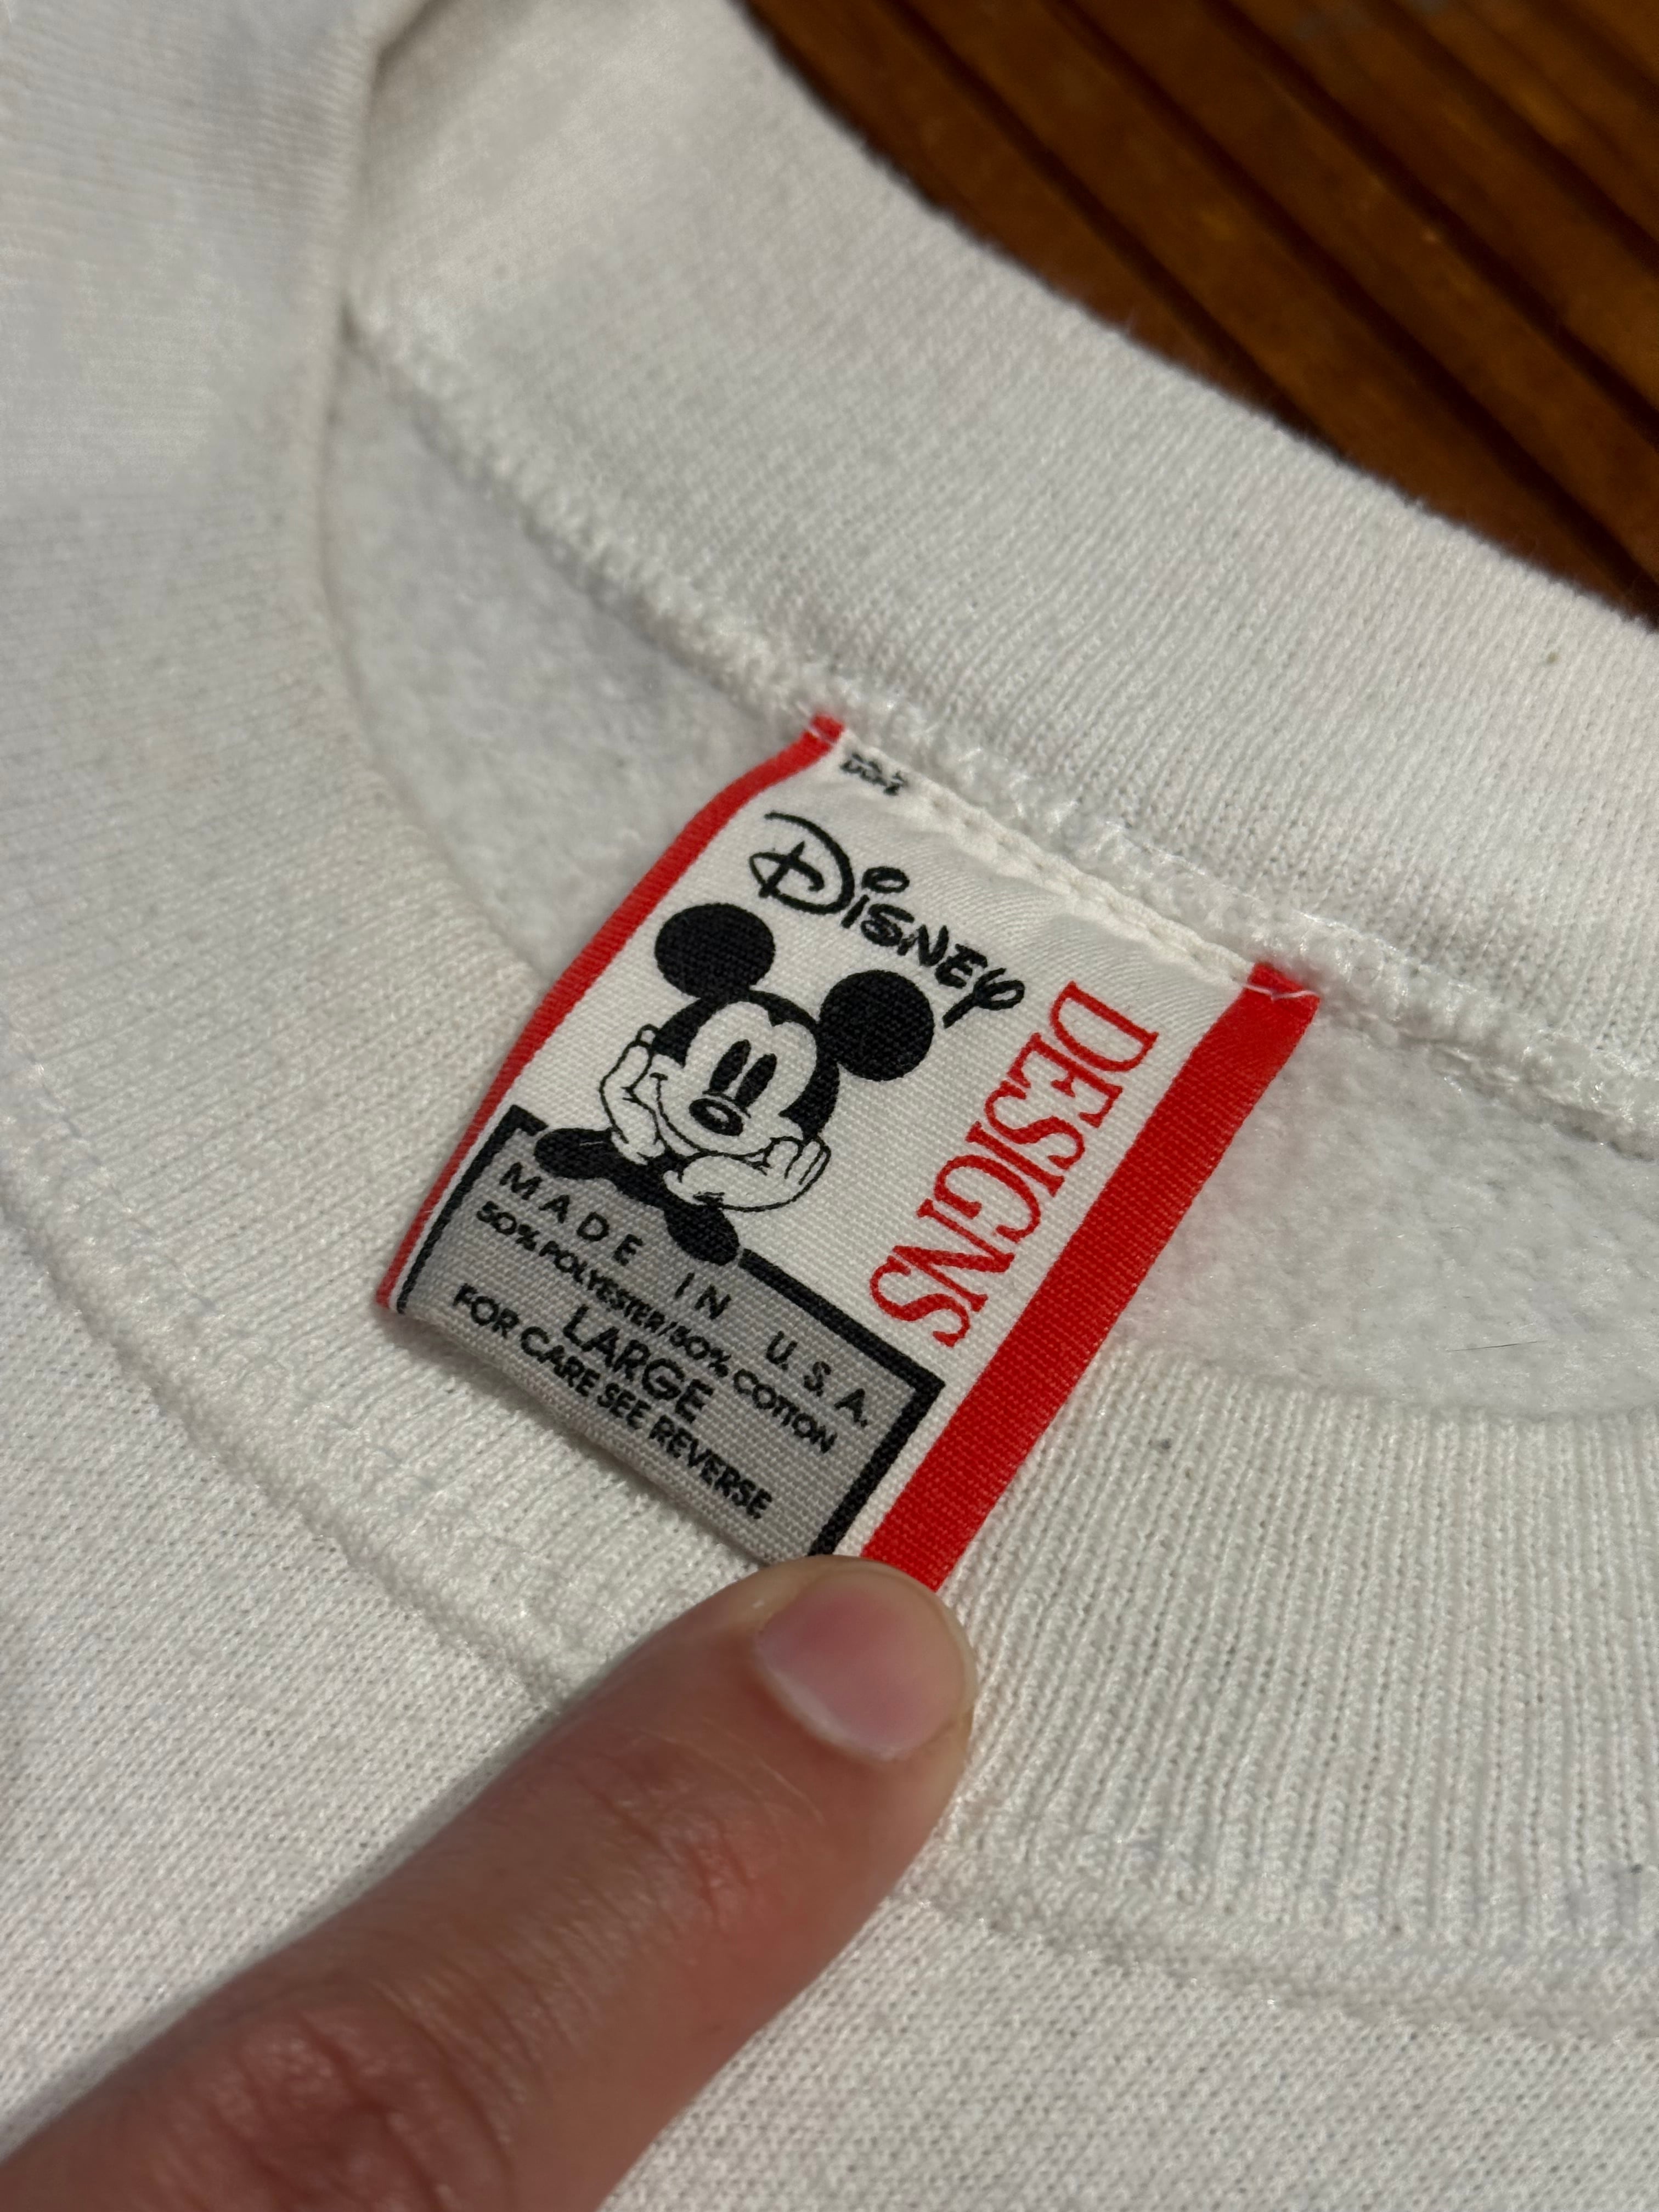 Disney
DESIGNS
MADE IN U.S.A.
50% POLYESTER/50% COTTON
LARGE
FOR CARE SEE REVERSE